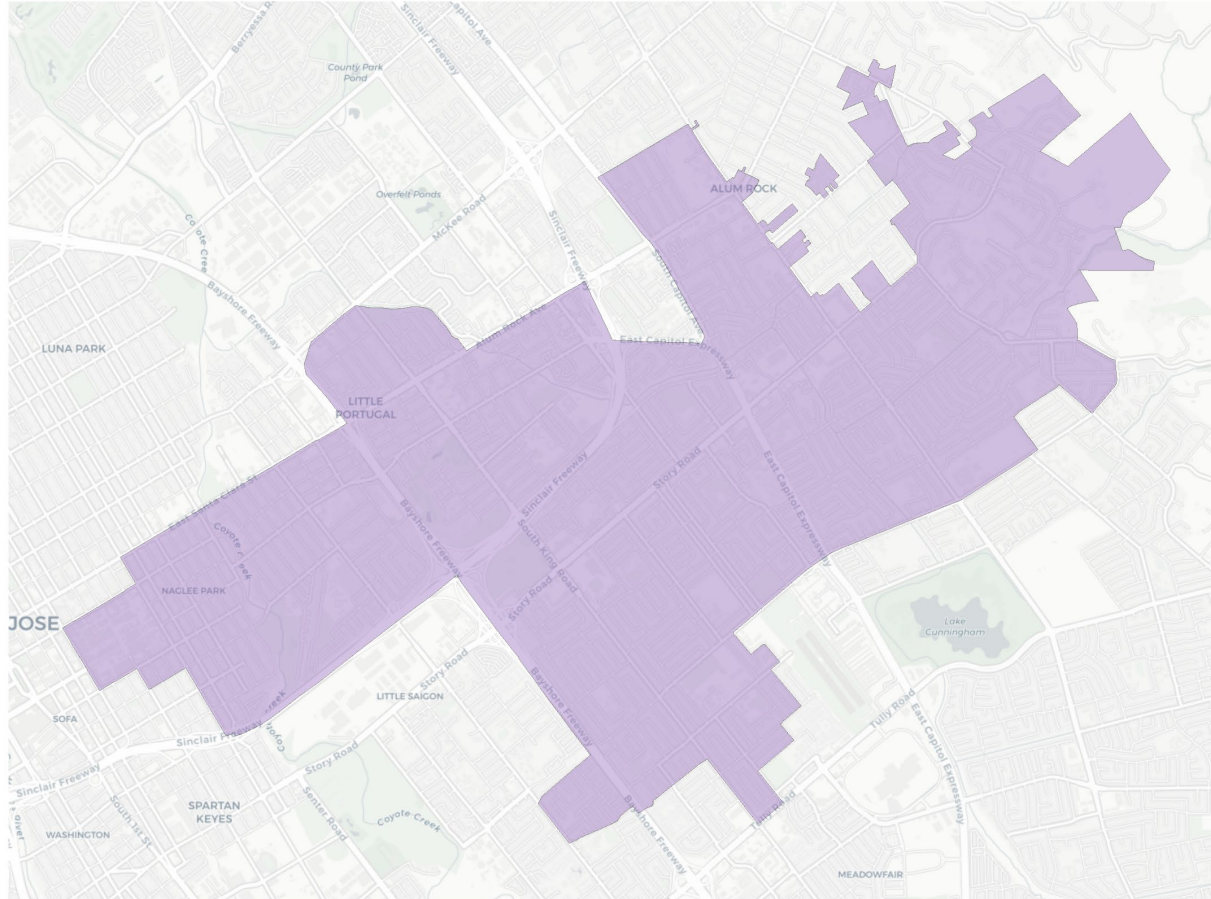 Berryessa R
Sinclair Freeway
Capitol Ave
County Park
Pond
Overfelt Ponds
McKee Road
Coyote Cree
Bayshore Freeway
Sinclair Freeway
ALUM ROCK
South Capitol Ave
LUNA PARK
Alum Rock Ave
East Capitol Expressway
LITTLE
PORTUGAL
East Santa Clara St
Sinclair Freeway
Story Road
East Capitol Expressway
Bayshore Freeway
South King Road
Coyote Creek
NAGLEE PARK
Story Road
JOSE
Lake
Cunningham
Story Road
LITTLE SAIGON
Bayshore Freeway
SOFA
Sinclair Freeway
reek
Coyot
Tully Road
East Capitol Expressway
Story Road
Sinclair Freeway
SPARTAN
KEYES
South 1st St
Senter Road
Coyote Creek
Bayshore Freeway
Tully Road
WASHINGTON
MEADOWFAIR